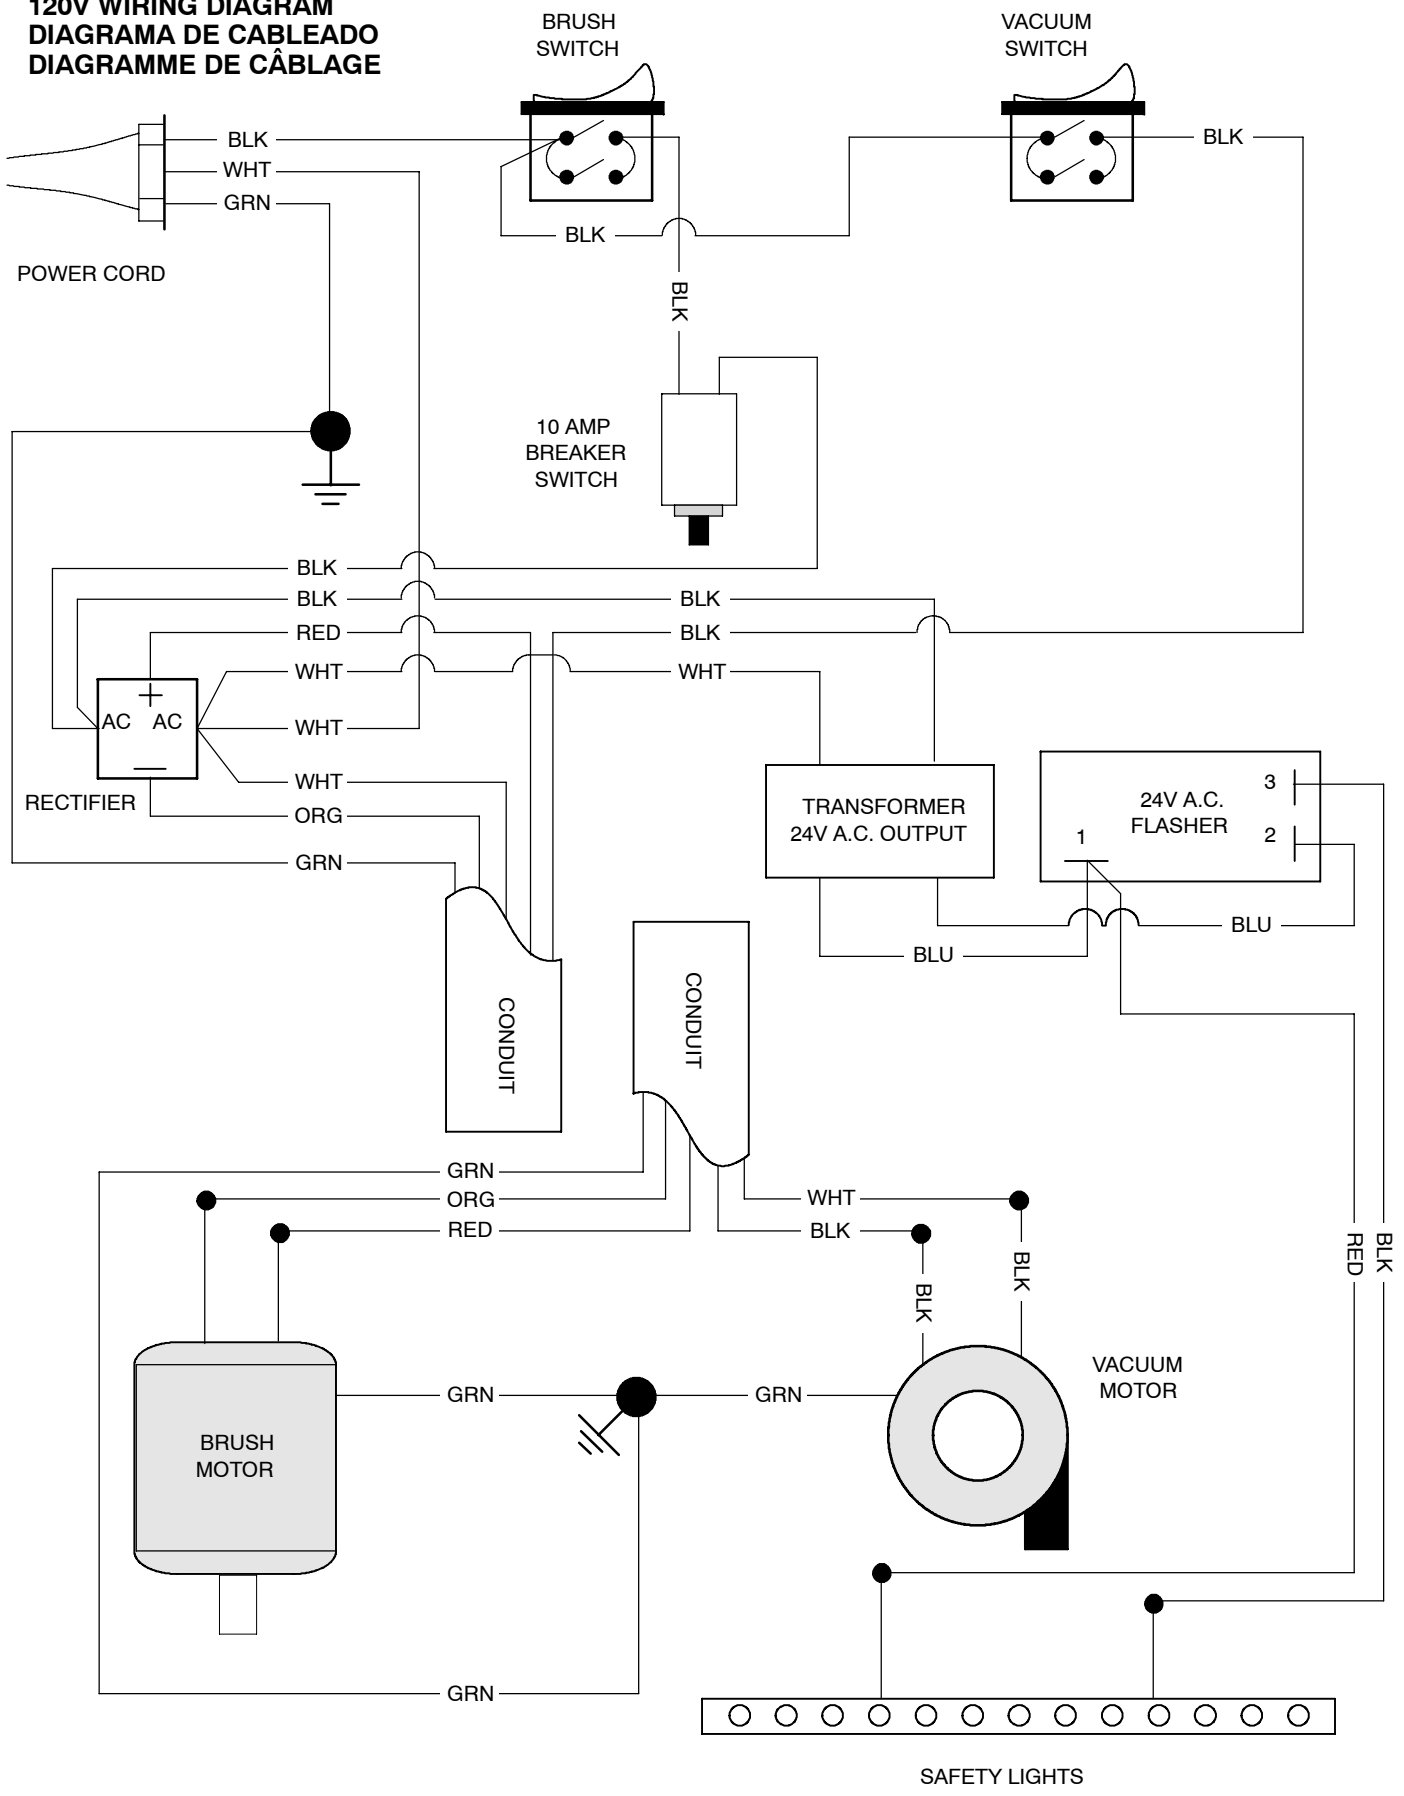 120V WIRING DIAGRAM
DIAGRAMA DE CABLEADO
DIAGRAMME DE CÂBLAGE
BRUSH
SWITCH
VACUUM
SWITCH
BLK
WHT
GRN
BLK
BLK
POWER CORD
BLK
10 AMP
BREAKER
SWITCH
BLK
BLK
BLK
RED
BLK
WHT
WHT
AC
AC
WHT
WHT
RECTIFIER
ORG
GRN
TRANSFORMER
24V A.C. OUTPUT
24V A.C.
FLASHER
1
2
3
BLU
BLU
CONDUIT
CONDUIT
GRN
ORG
RED
WHT
BLK
BLK
BLK
RED
BLK
BRUSH
MOTOR
GRN
GRN
VACUUM
MOTOR
GRN
SAFETY LIGHTS